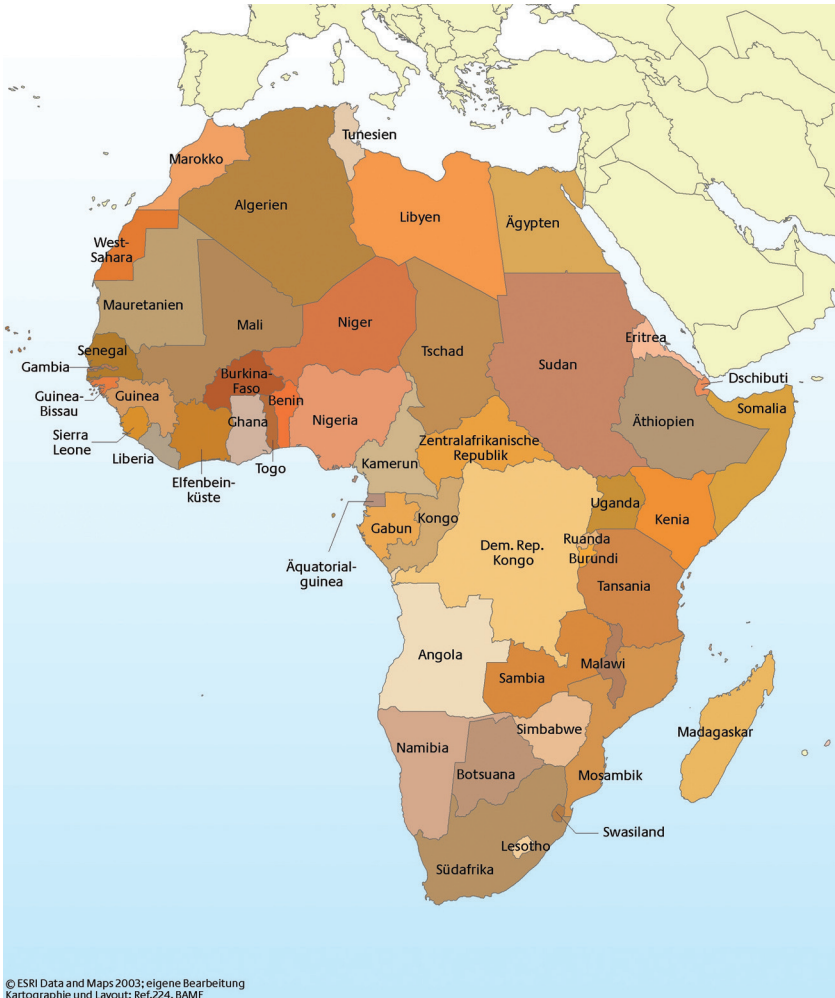 Tunesien
Marokko
Algerien
Libyen
Ägypten
West-
Sahara
Mauretanien
Mali
Niger
Tschad
Sudan
Eritrea
Senegal
Gambia
Dschibuti
Burkina-
Faso
Guinea-
Bissau
Guinea
Benin
Somalia
Ghana
Nigeria
Äthiopien
Sierra
Leone
Liberia
Togo
Zentralafrikanische
Republik
Kamerun
Elfenbein-
küste
Uganda
Kenia
Gabun
Kongo
Ruanda
Dem. Rep.
Kongo
Burundi
Äquatorial-
guinea
Tansania
Angola
Malawi
Sambia
Simbabwe
Madagaskar
Namibia
Botsuana
Mosambik
Swasiland
Lesotho
Südafrika
© ESRI Data and Maps 2003; eigene Bearbeitung
Kartographie und Layout: Ref.224, BAMF